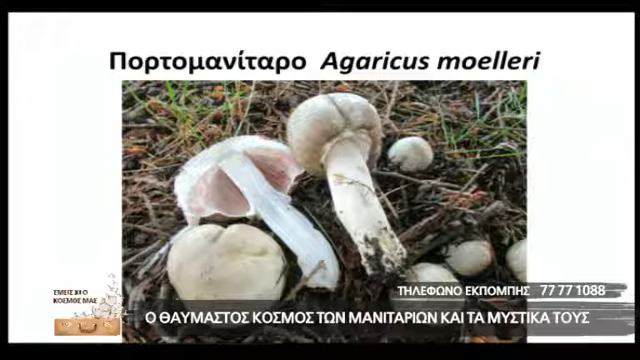 Πορτομανίταρο Agaricus moelleri
ΕΜΕΙΣ ΚΙ Ο
ΚΟΣΜΟΣ ΜΑΣ
ΤΗΛΕΦΩΝΟ ΕΚΠΟΜΠΗΣ 77 77 1088
Ο ΘΑΥΜΑΣΤΟΣ ΚΟΣΜΟΣ ΤΩΝ ΜΑΝΙΤΑΡΙΩΝ ΚΑΙ ΤΑ ΜΥΣΤΙΚΑ ΤΟΥΣ